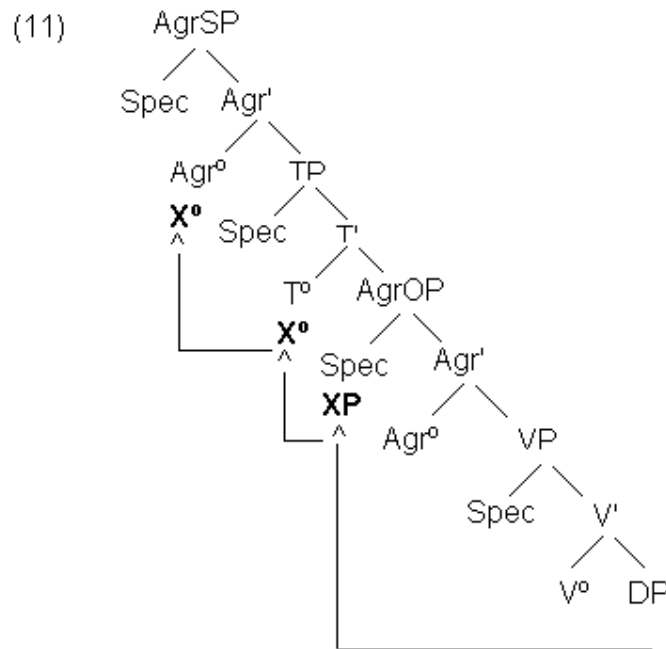 (11) AgrSP
Spec Agr'
Agrº TP
Xº Spec T'
Tº AgrOP
Xº Spec Agr'
XP Agrº VP
Spec V'
Vº DP